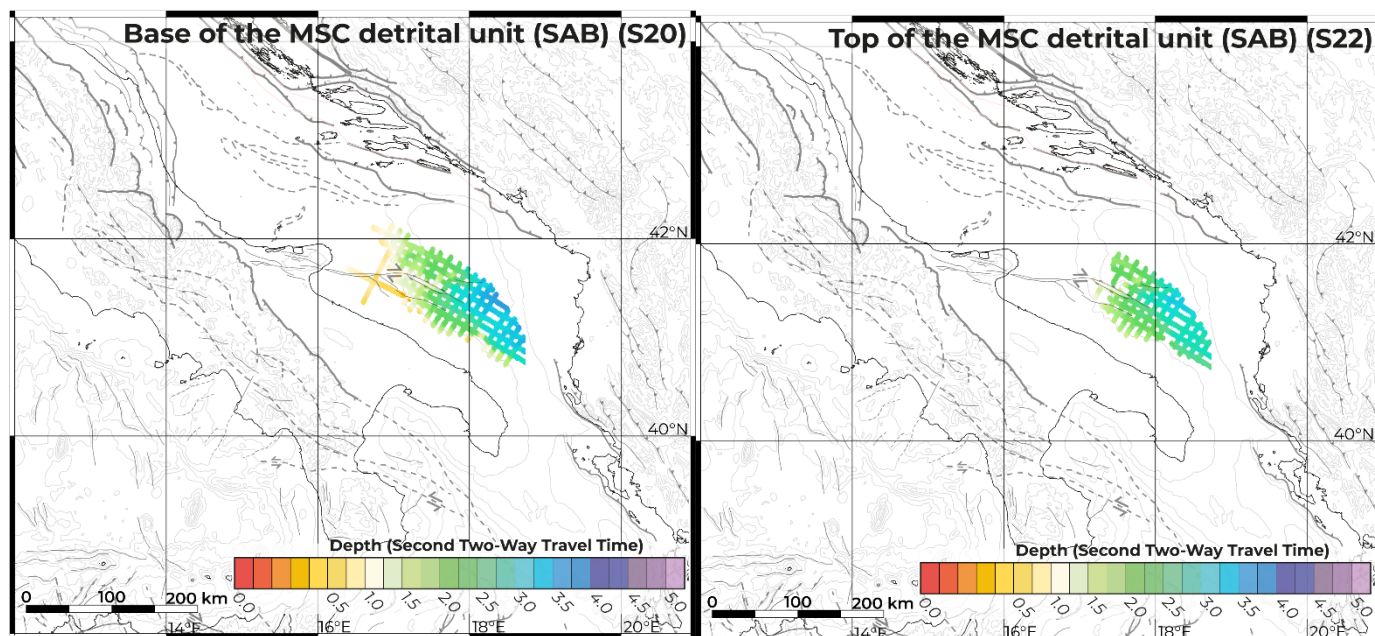 Base of the MSC detrital unit (SAB) (S20)
42°N
40°N
Depth (Second Two-Way Travel Time)
0.0 0.5 1.0 1.5 2.0 2.5 3.0 3.5 4.0 4.5 5.0
0 100 200 km
14°E 16°E 18°E 20°E
Top of the MSC detrital unit (SAB) (S22)
42°N
40°N
Depth (Second Two-Way Travel Time)
0.0 0.5 1.0 1.5 2.0 2.5 3.0 3.5 4.0 4.5 5.0
0 100 200 km
14°E 16°E 18°E 20°E